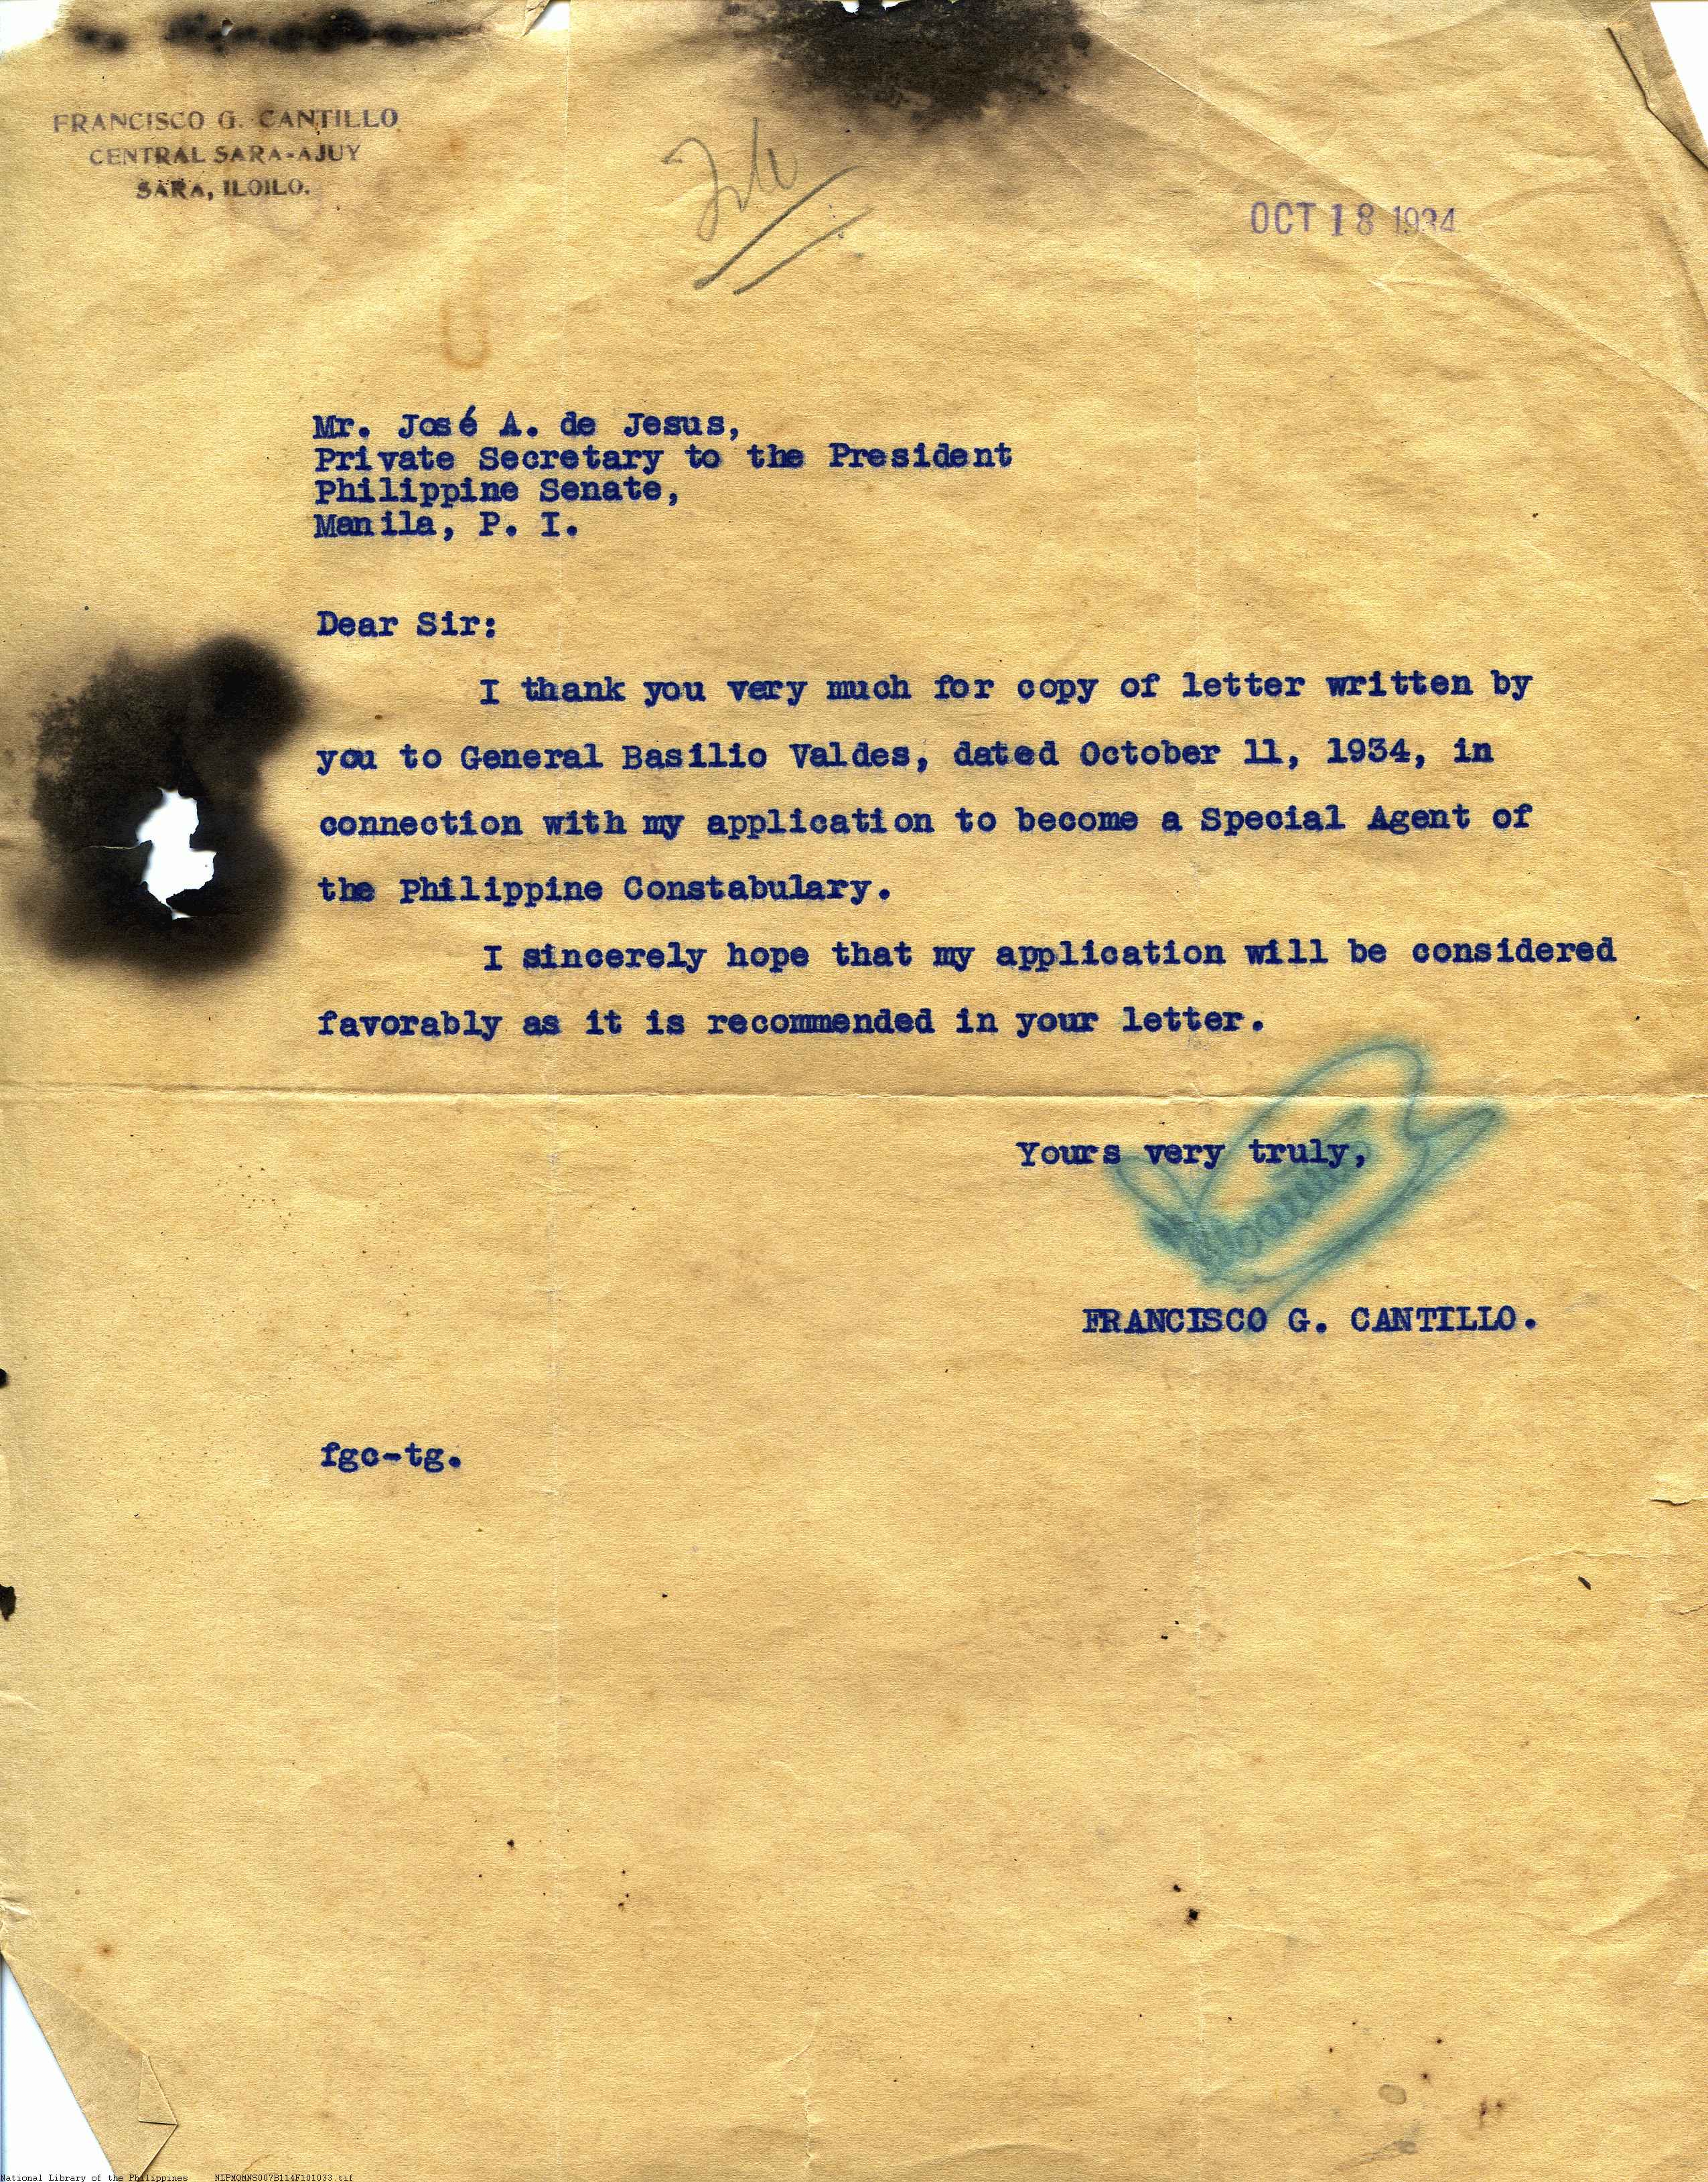 FRANCISCO G. CANTILLO
CENTRAL SARA-AJUY
SARA, ILOILO.
File
OCT 18 1934
Mr. José A. de Jesus,
Private Secretary to the President
Philippine Senate,
Manila, P. I.
Dear Sir:
I thank you very much for copy of letter written by
you to General Basilio Valdes, dated October 11, 1934, in
connection with my application to become a Special Agent of
the Philippine Constabulary.
I sincerely hope that my application will be considered
favorably as it is recommended in your letter.
Yours very truly,
FRANCISCO G. CANTILLO.
fgc-tg.
National Library of the Philippines NLPMQMNS007B114F101033.tif